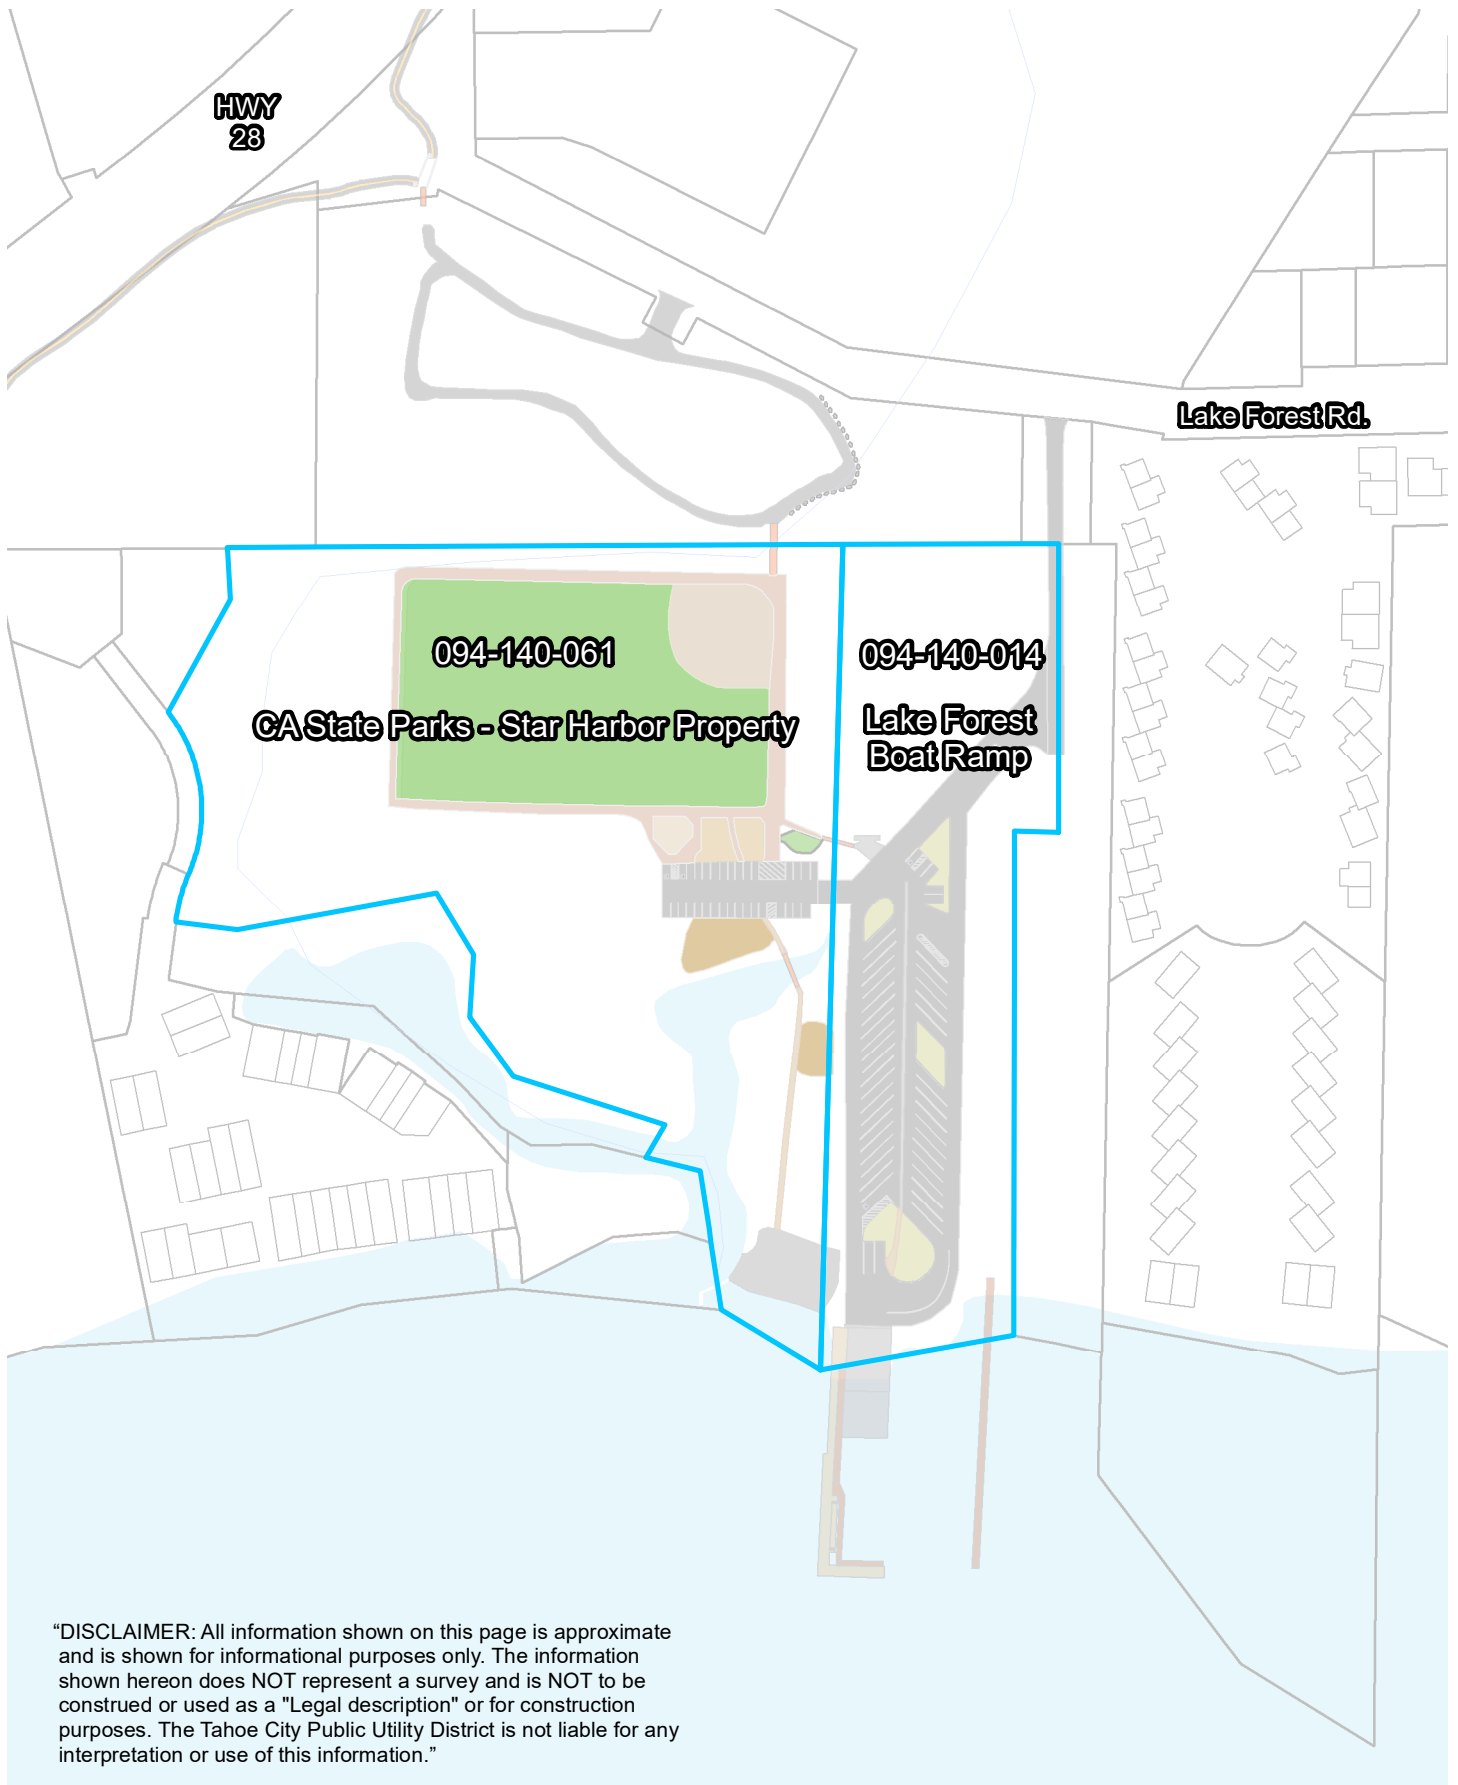 HWY
28
Lake Forest Rd.
094-140-061
CA State Parks - Star Harbor Property
094-140-014
Lake Forest
Boat Ramp
“DISCLAIMER: All information shown on this page is approximate
and is shown for informational purposes only. The information
shown hereon does NOT represent a survey and is NOT to be
construed or used as a "Legal description" or for construction
purposes. The Tahoe City Public Utility District is not liable for any
interpretation or use of this information.”